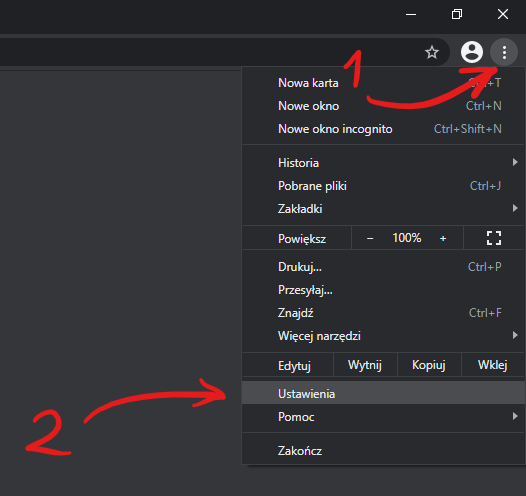 1
Nowa karta Ctrl+T
Nowe okno Ctrl+N
Nowe okno incognito Ctrl+Shift+N
Historia
Pobrane pliki Ctrl+J
Zakładki
Powiększ − 100% +
Drukuj... Ctrl+P
Przesyłaj...
Znajdź Ctrl+F
Więcej narzędzi
Edytuj Wytnij Kopiuj Wklej
Ustawienia
2
Pomoc
Zakończ